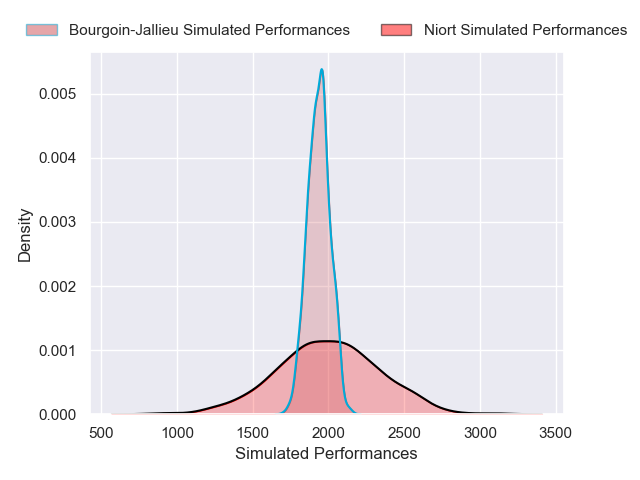 Bourgoin-Jallieu Simulated Performances Niort Simulated Performances
0.005
0.004
0.003
0.002
0.001
0.000
Density
500 1000 1500 2000 2500 3000 3500
Simulated Performances